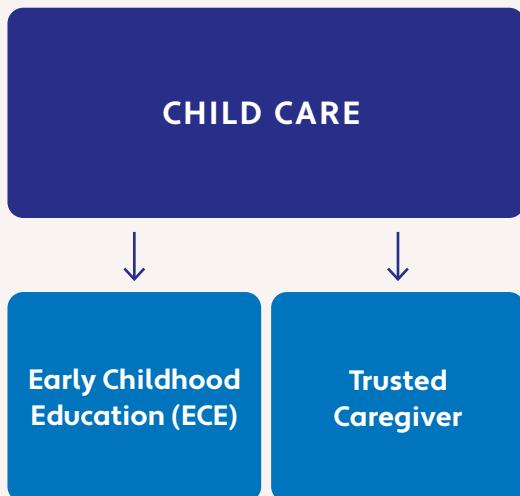 CHILD CARE
Early Childhood
Education (ECE)
Trusted
Caregiver